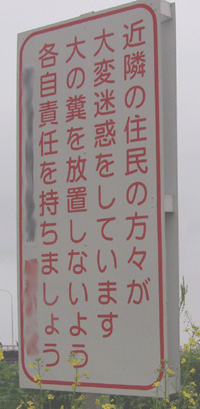 近隣の住民の方々が
大変迷惑をしています
犬の糞を放置しないよう
各自責任を持ちましょう